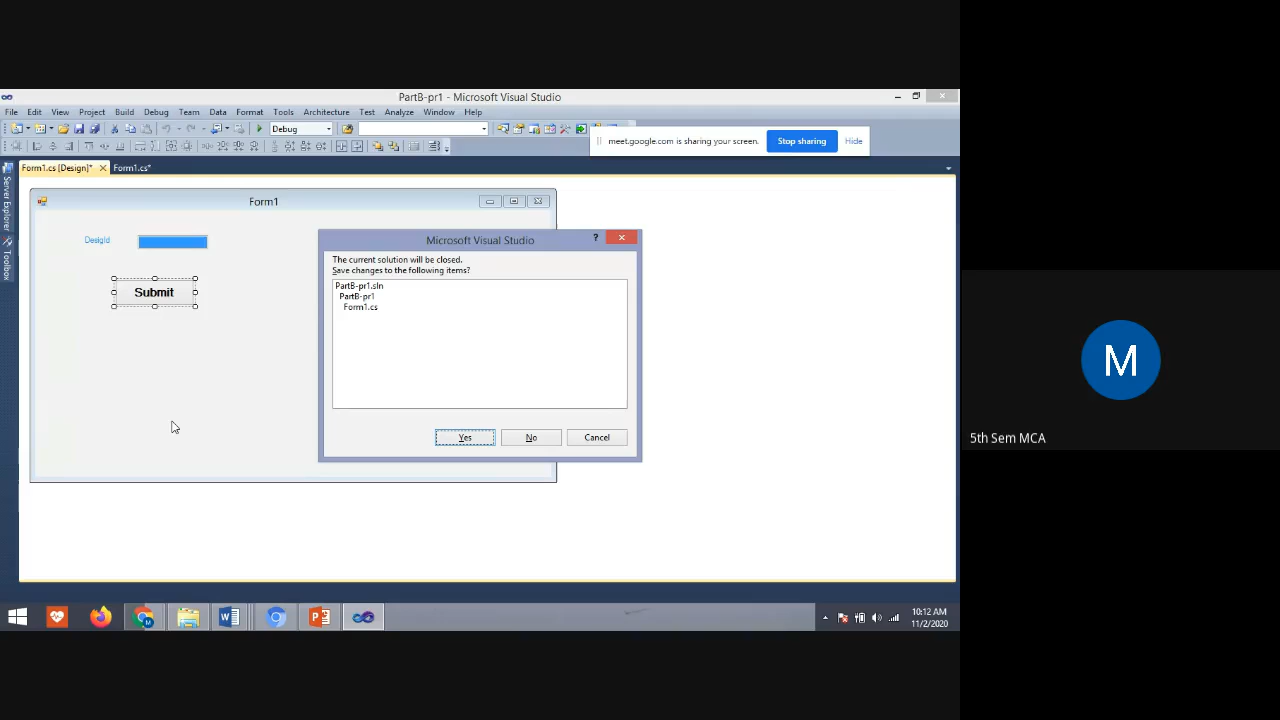 PartB-pr1 - Microsoft Visual Studio
File Edit View Project Build Debug Team Data Format Tools Architecture Test Analyze Window Help
Debug
meet.google.com is sharing your screen.
Stop sharing
Hide
Form1.cs [Design]*
Form1.cs*
Server Explorer
Toolbox
Form1
DesigId
Submit
Microsoft Visual Studio
The current solution will be closed.
Save changes to the following items?
PartB-pr1.sln
PartB-pr1
Form1.cs
Yes
No
Cancel
M
5th Sem MCA
10:12 AM
11/2/2020